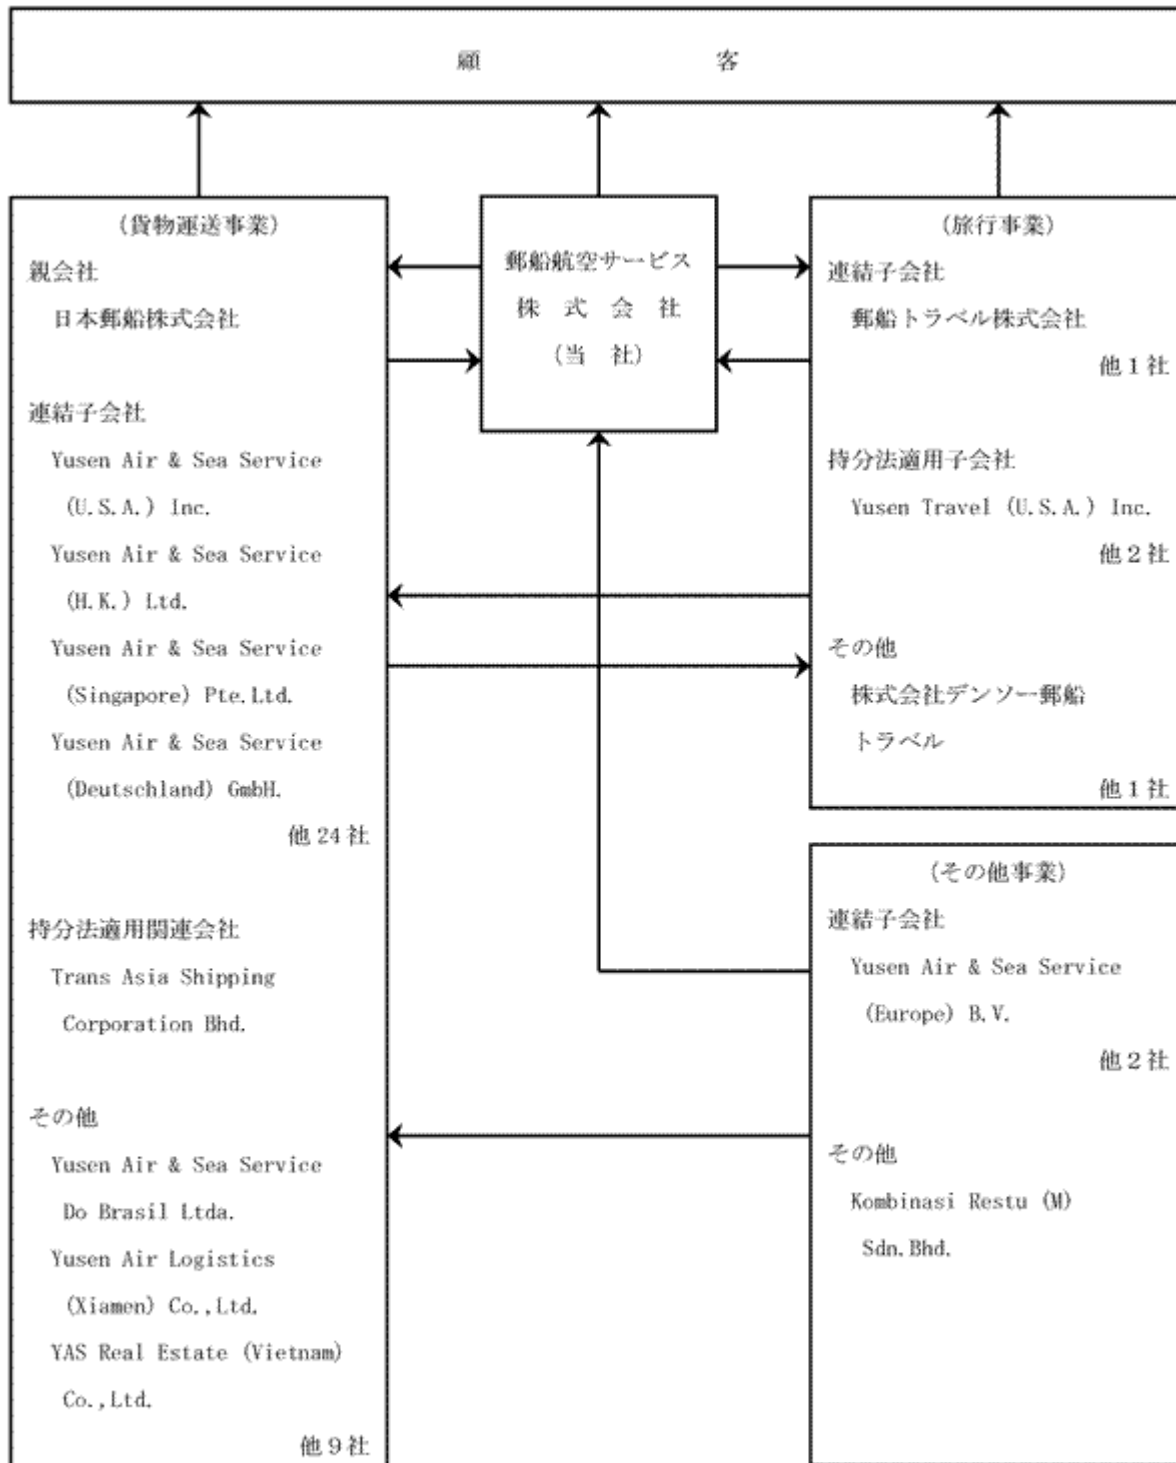 顧 客
(貨物運送事業)
親会社
日本郵船株式会社
連結子会社
Yusen Air & Sea Service
(U.S.A.) Inc.
Yusen Air & Sea Service
(H.K.) Ltd.
Yusen Air & Sea Service
(Singapore) Pte.Ltd.
Yusen Air & Sea Service
(Deutschland) GmbH.
他24社
持分法適用関連会社
Trans Asia Shipping
Corporation Bhd.
その他
Yusen Air & Sea Service
Do Brasil Ltda.
Yusen Air Logistics
(Xiamen) Co.,Ltd.
YAS Real Estate (Vietnam)
Co.,Ltd.
他9社
郵船航空サービス
株 式 会 社
(当 社)
(旅行事業)
連結子会社
郵船トラベル株式会社
他1社
持分法適用子会社
Yusen Travel (U.S.A.) Inc.
他2社
その他
株式会社デンソー郵船
トラベル
他1社
(その他事業)
連結子会社
Yusen Air & Sea Service
(Europe) B.V.
他2社
その他
Kombinasi Restu (M)
Sdn.Bhd.